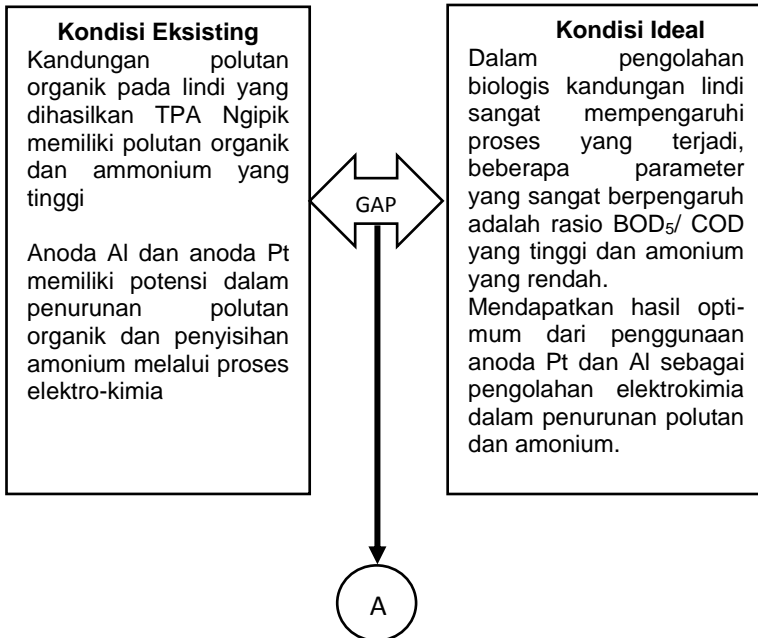 Kondisi Eksisting
Kandungan polutan
organik pada lindi yang
dihasilkan TPA Ngipik
memiliki polutan organik
dan ammonium yang
tinggi
Anoda Al dan anoda Pt
memiliki potensi dalam
penurunan polutan
organik dan penyisihan
amonium melalui proses
elektro-kimia
GAP
Kondisi Ideal
Dalam pengolahan
biologis kandungan lindi
sangat mempengaruhi
proses yang terjadi,
beberapa parameter
yang sangat berpengaruh
adalah rasio BOD₅/ COD
yang tinggi dan amonium
yang rendah.
Mendapatkan hasil opti-
mum dari penggunaan
anoda Pt dan Al sebagai
pengolahan elektrokimia
dalam penurunan polutan
dan amonium.
A